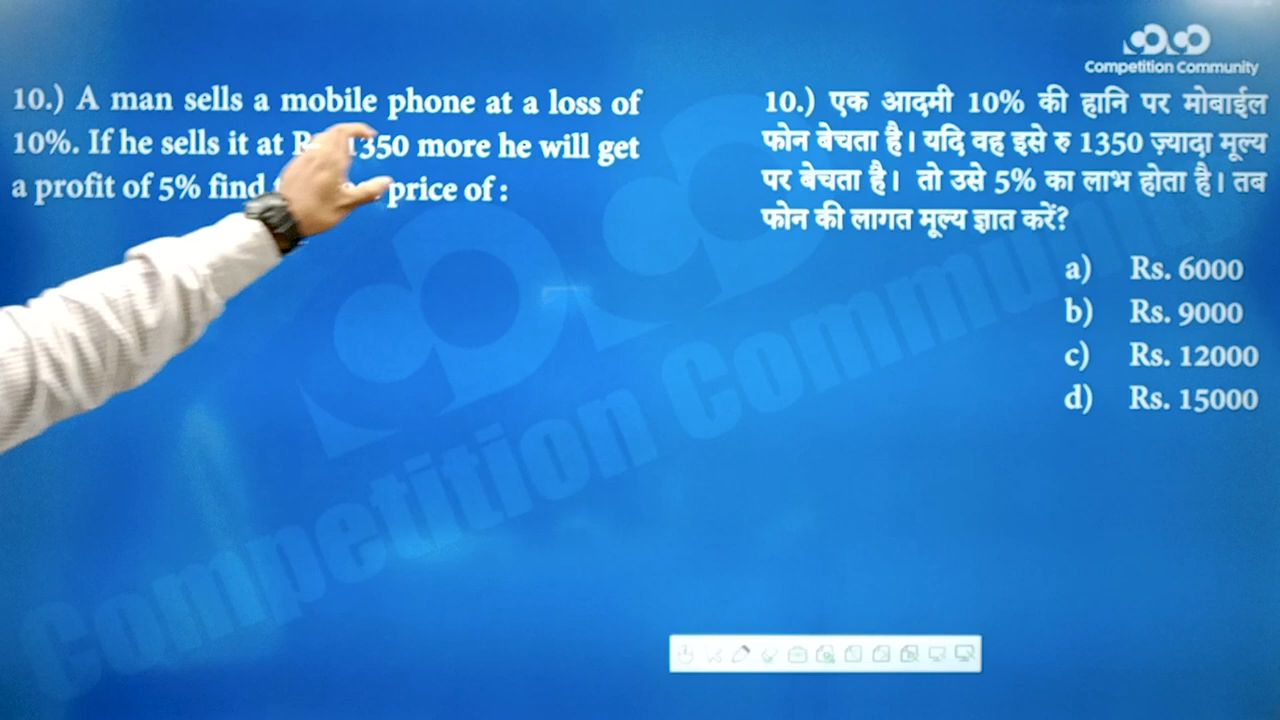 Competition Community
10.) A man sells a mobile phone at a loss of
10%. If he sells it at 1350 more he will get
a profit of 5% find price of :
10.) एक आदमी 10% की हानि पर मोबाईल
फोन बेचता है। यदि वह इसे रु 1350 ज़्यादा मूल्य
पर बेचता है। तो उसे 5% का लाभ होता है। तब
फोन की लागत मूल्य ज्ञात करें?
a) Rs. 6000
b) Rs. 9000
c) Rs. 12000
d) Rs. 15000
Competition Community